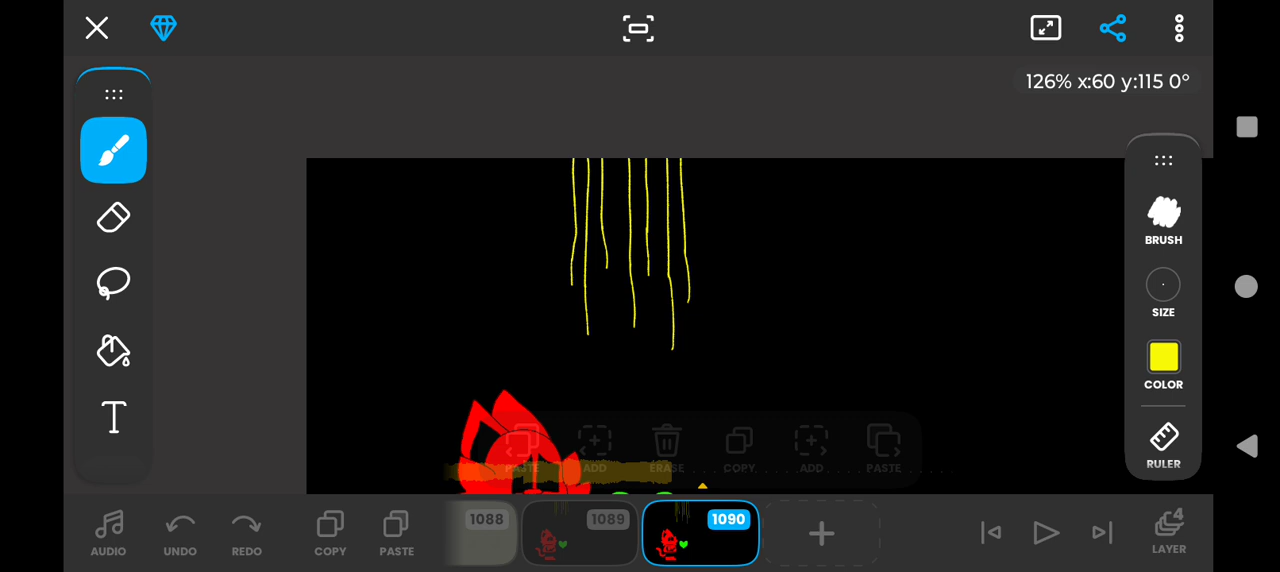 126% x:60 y:115 0°
BRUSH
SIZE
COLOR
RULER
T
PASTE ADD ERASE COPY ADD PASTE
1088 1089 1090
AUDIO UNDO REDO COPY PASTE
4
LAYER